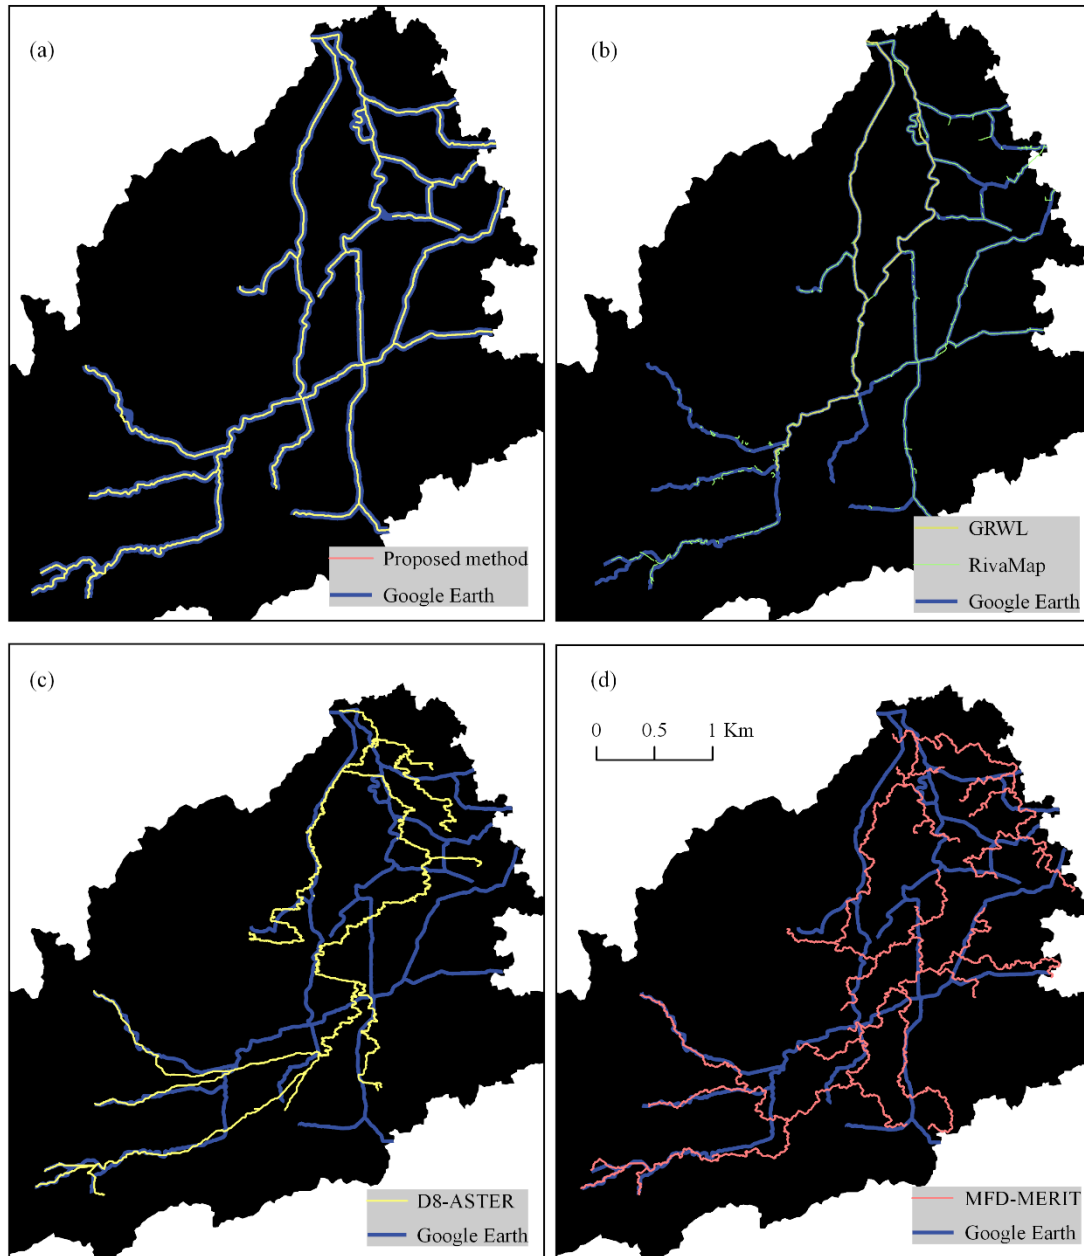 (a)
Proposed method
Google Earth
(b)
GRWL
RivaMap
Google Earth
(c)
D8-ASTER
Google Earth
(d)
0 0.5 1 Km
MFD-MERIT
Google Earth